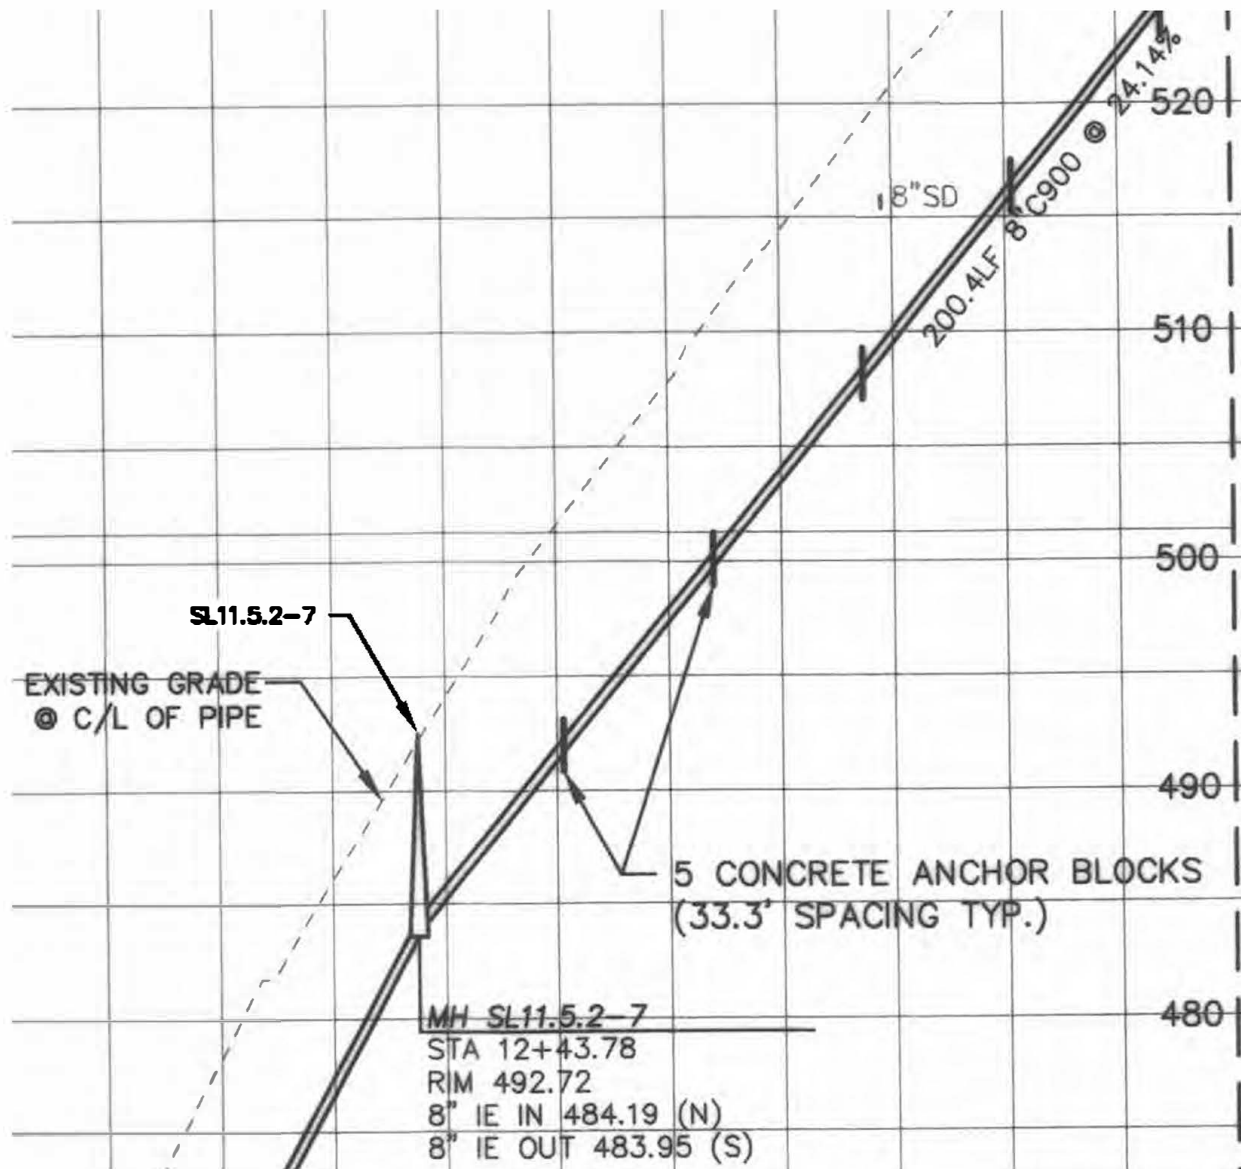 520
8"SD
200.4LF 8"C900 @ 24.14%
510
500
SL11.5.2-7
EXISTING GRADE
@ C/L OF PIPE
490
5 CONCRETE ANCHOR BLOCKS
(33.3' SPACING TYP.)
480
MH SL11.5.2-7
STA 12+43.78
RIM 492.72
8" IE IN 484.19 (N)
8" IE OUT 483.95 (S)